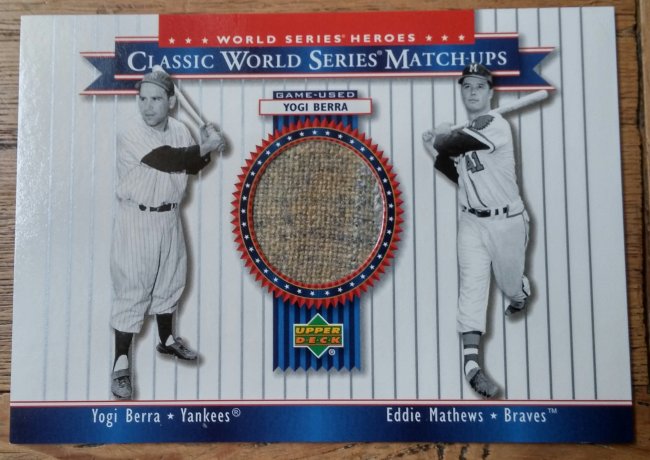 ★ ★ ★ WORLD SERIES® HEROES ★ ★ ★
CLASSIC WORLD SERIES® MATCH-UPS
GAME-USED
YOGI BERRA
M
41
UPPER
DECK
Yogi Berra ★ Yankees®
Eddie Mathews ★ Braves™